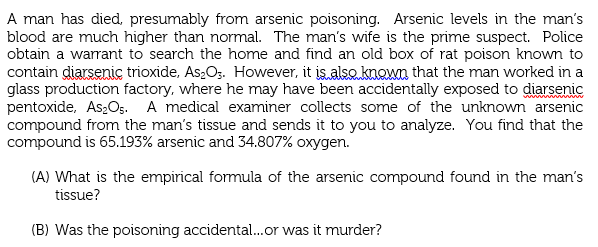 A man has died, presumably from arsenic poisoning. Arsenic levels in the man's
blood are much higher than normal. The man's wife is the prime suspect. Police
obtain a warrant to search the home and find an old box of rat poison known to
contain diarsenic trioxide, As₂O₃. However, it is also known that the man worked in a
glass production factory, where he may have been accidentally exposed to diarsenic
pentoxide, As₂O₅. A medical examiner collects some of the unknown arsenic
compound from the man's tissue and sends it to you to analyze. You find that the
compound is 65.193% arsenic and 34.807% oxygen.
(A) What is the empirical formula of the arsenic compound found in the man's
tissue?
(B) Was the poisoning accidental...or was it murder?